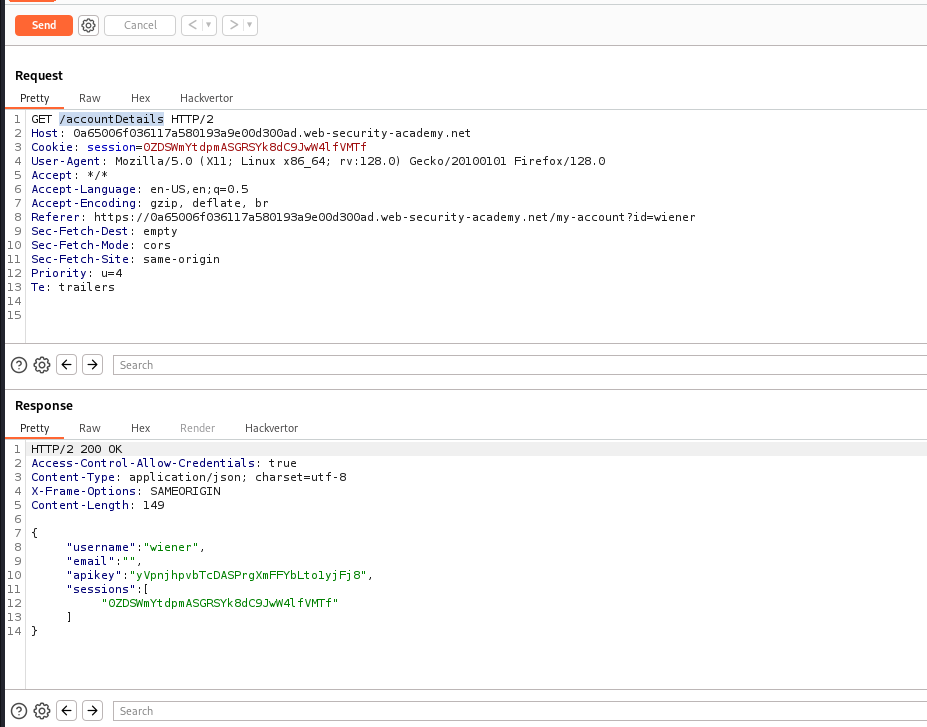 Send
Cancel
<
>
Request
Pretty Raw Hex Hackvertor
1 GET /accountDetails HTTP/2
2 Host: 0a65006f036117a580193a9e00d300ad.web-security-academy.net
3 Cookie: session=0ZDSWmYtdpmASGRSYk8dC9JwW4lfVMTf
4 User-Agent: Mozilla/5.0 (X11; Linux x86_64; rv:128.0) Gecko/20100101 Firefox/128.0
5 Accept: */*
6 Accept-Language: en-US,en;q=0.5
7 Accept-Encoding: gzip, deflate, br
8 Referer: https://0a65006f036117a580193a9e00d300ad.web-security-academy.net/my-account?id=wiener
9 Sec-Fetch-Dest: empty
10 Sec-Fetch-Mode: cors
11 Sec-Fetch-Site: same-origin
12 Priority: u=4
13 Te: trailers
14
15
? Search
Response
Pretty Raw Hex Render Hackvertor
1 HTTP/2 200 OK
2 Access-Control-Allow-Credentials: true
3 Content-Type: application/json; charset=utf-8
4 X-Frame-Options: SAMEORIGIN
5 Content-Length: 149
6
7 {
8 "username":"wiener",
9 "email":"",
10 "apikey":"yVpnjhpvbTcDASPrgXmFFYbLto1yjFj8",
11 "sessions":[
12 "0ZDSWmYtdpmASGRSYk8dC9JwW4lfVMTf"
13 ]
14 }
? Search